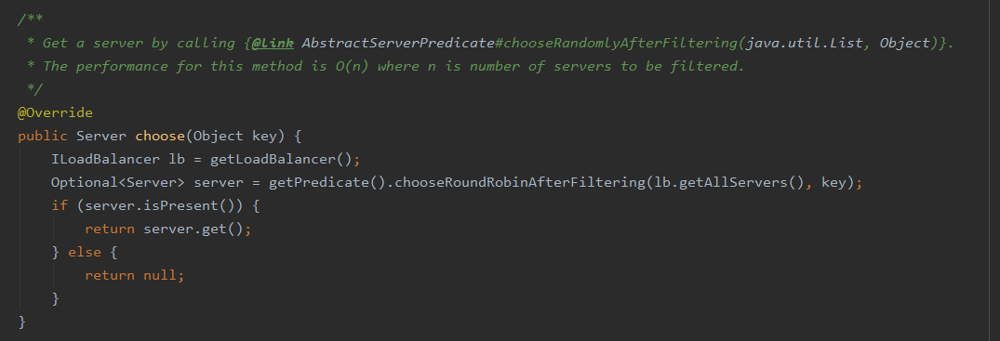 /**
 * Get a server by calling {@link AbstractServerPredicate#chooseRandomlyAfterFiltering(java.util.List, Object)}.
 * The performance for this method is O(n) where n is number of servers to be filtered.
 */
@Override
public Server choose(Object key) {
    ILoadBalancer lb = getLoadBalancer();
    Optional<Server> server = getPredicate().chooseRoundRobinAfterFiltering(lb.getAllServers(), key);
    if (server.isPresent()) {
        return server.get();
    } else {
        return null;
    }
}